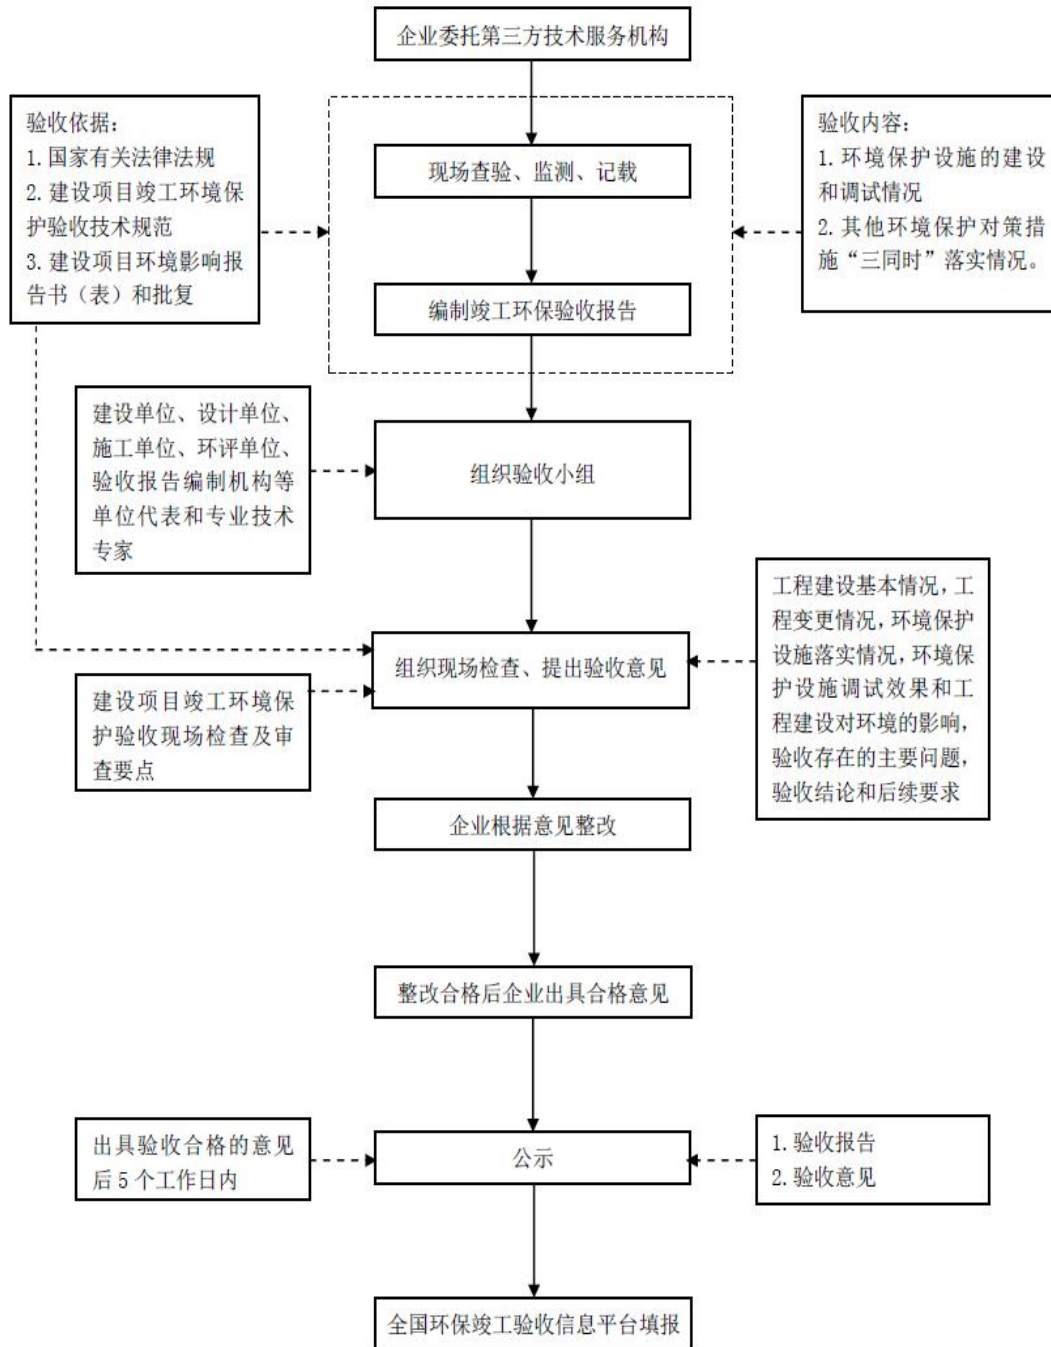 企业委托第三方技术服务机构
验收依据：
1.国家有关法律法规
2.建设项目竣工环境保
护验收技术规范
3.建设项目环境影响报
告书（表）和批复
现场查验、监测、记载
编制竣工环保验收报告
验收内容：
1.环境保护设施的建设
和调试情况
2.其他环境保护对策措
施“三同时”落实情况。
建设单位、设计单位、
施工单位、环评单位、
验收报告编制机构等
单位代表和专业技术
专家
组织验收小组
组织现场检查、提出验收意见
建设项目竣工环境保
护验收现场检查及审
查要点
工程建设基本情况，工
程变更情况，环境保护
设施落实情况，环境保
护设施调试效果和工
程建设对环境的影响，
验收存在的主要问题，
验收结论和后续要求
企业根据意见整改
整改合格后企业出具合格意见
出具验收合格的意见
后5个工作日内
公示
1.验收报告
2.验收意见
全国环保竣工验收信息平台填报